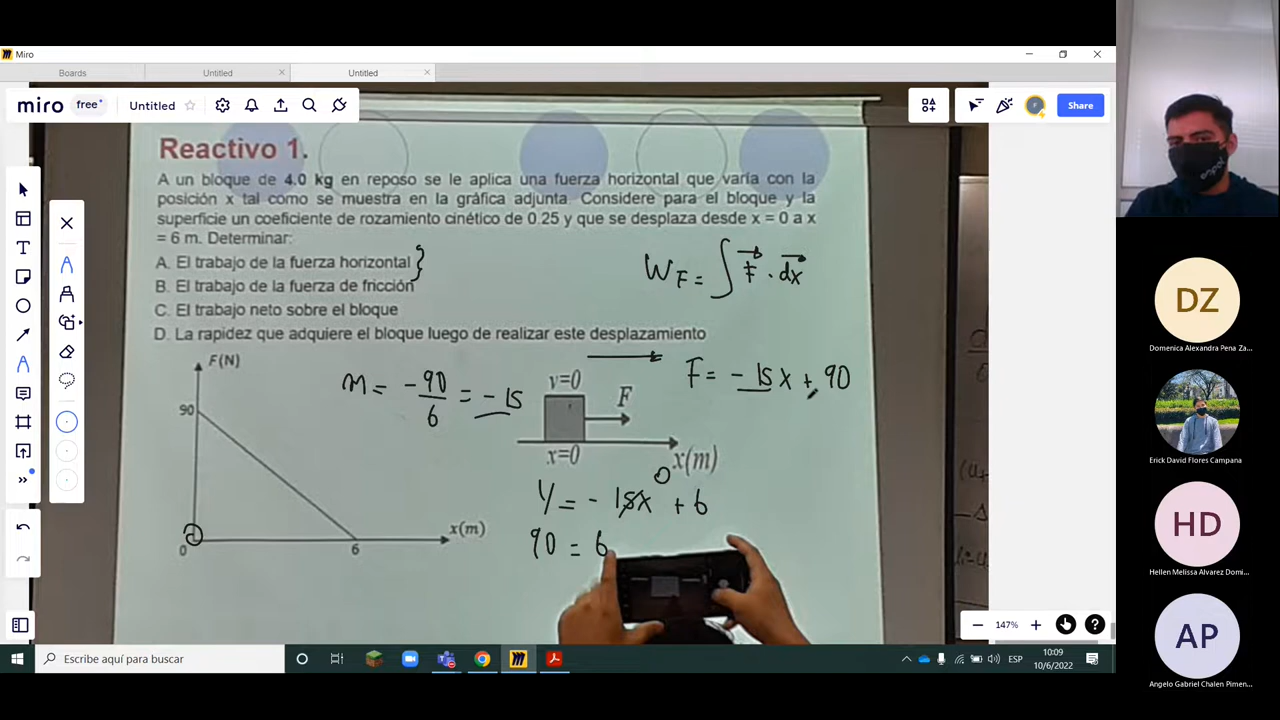 Miro
Boards
Untitled
Untitled
miro
free
Untitled
Share
Reactivo 1.
A un bloque de 4.0 kg en reposo se le aplica una fuerza horizontal que varía con la
posición x tal como se muestra en la gráfica adjunta. Considere para el bloque y la
superficie un coeficiente de rozamiento cinético de 0.25 y que se desplaza desde x = 0 a x
= 6 m. Determinar:
A. El trabajo de la fuerza horizontal
B. El trabajo de la fuerza de fricción
C. El trabajo neto sobre el bloque
D. La rapidez que adquiere el bloque luego de realizar este desplazamiento
W_F = ∫ F · dx
F(N)
90
0
6
x(m)
m = -90/6 = -15
v=0
F
x=0
x(m)
F = -15x + 90
0
y = -15x + 6
90 = 6
147%
Escribe aquí para buscar
ESP
10:09
10/6/2022
DZ
Domenica Alexandra Pena Za...
Erick David Flores Campana
HD
Hellen Melissa Alvarez Domi...
AP
Angelo Gabriel Chalen Pimen...